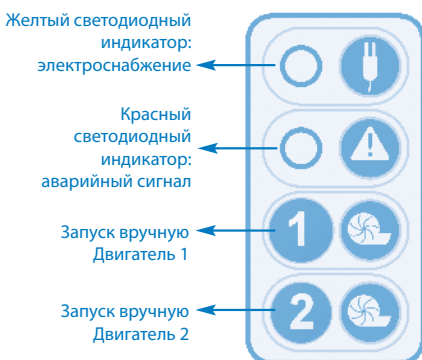 Желтый светодиодный
индикатор:
электроснабжение
Красный
светодиодный
индикатор:
аварийный сигнал
Запуск вручную
Двигатель 1
1
Запуск вручную
Двигатель 2
2